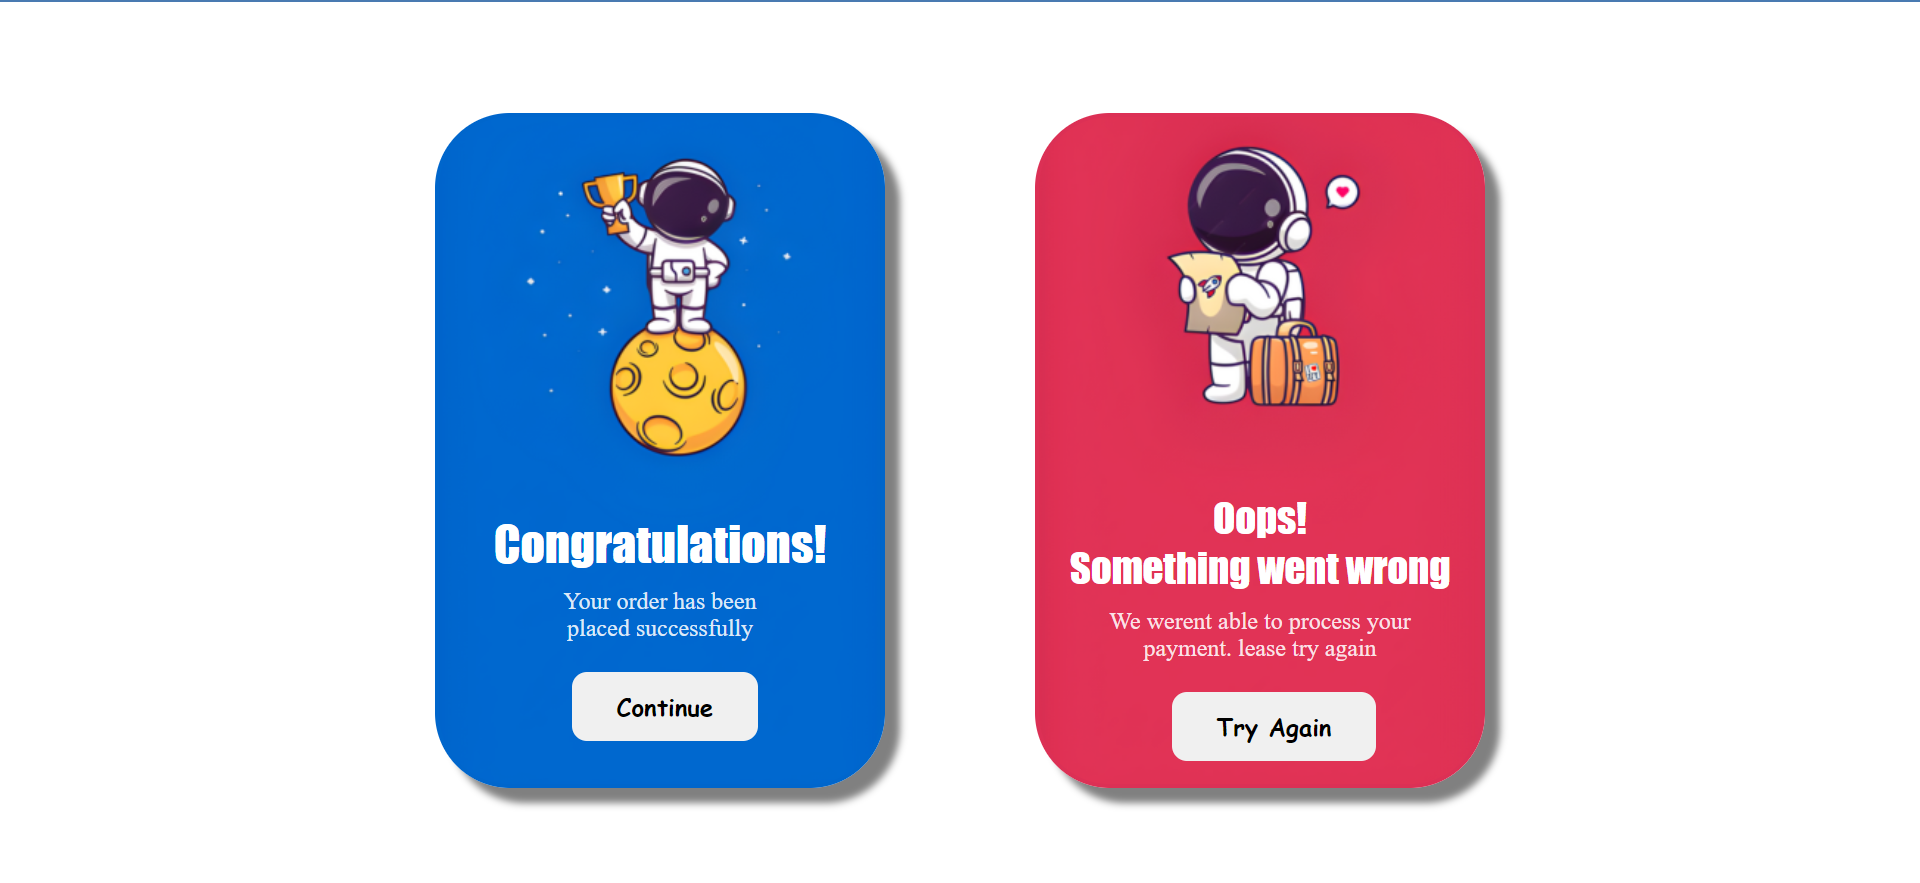 Congratulations!
Your order has been
placed successfully
Continue
Oops!
Something went wrong
We werent able to process your
payment. lease try again
Try Again